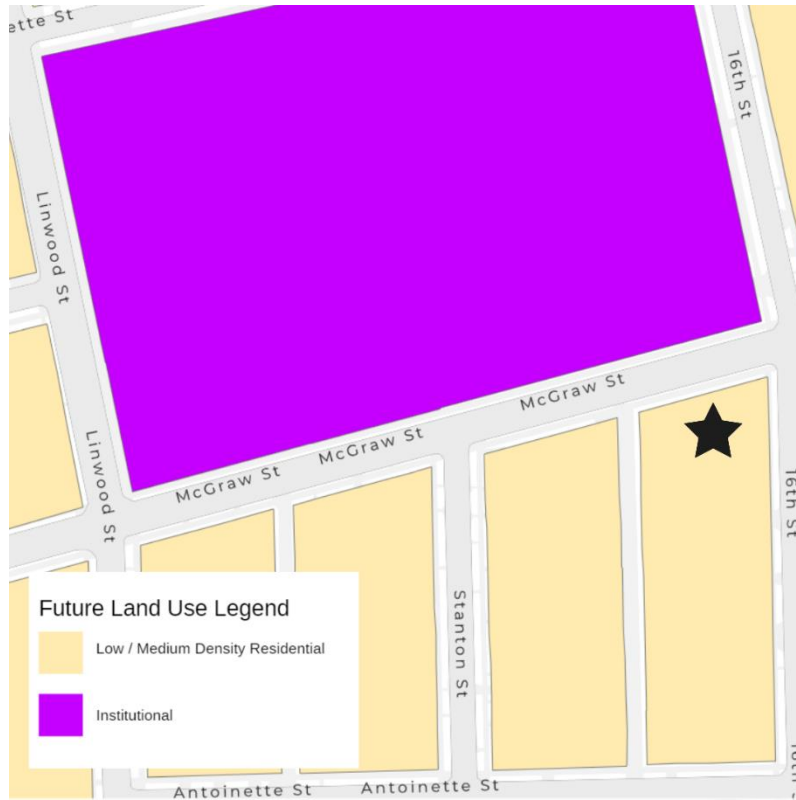 ette St
16th St
Linwood St
McGraw St
McGraw St
McGraw St
Linwood St
16th St
Future Land Use Legend
Low / Medium Density Residential
Institutional
Stanton St
Antoinette St
Antoinette St